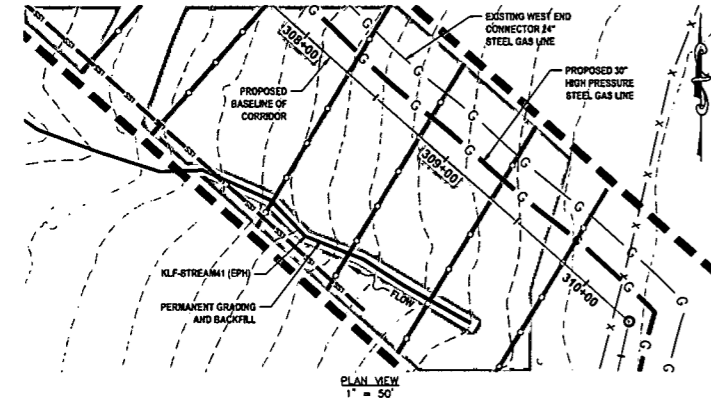 EXISTING WEST END
CONNECTOR 24"
STEEL GAS LINE
308+00
PROPOSED 30"
HIGH PRESSURE
STEEL GAS LINE
PROPOSED
BASELINE OF
CORRIDOR
309+00
KLF-STREAM41 (EPH)
310+00
FLOW
PERMANENT GRADING
AND BACKFILL
PLAN VIEW
1" = 50'
G
G
G
G
G
G
G
G
G
X
X
X
X